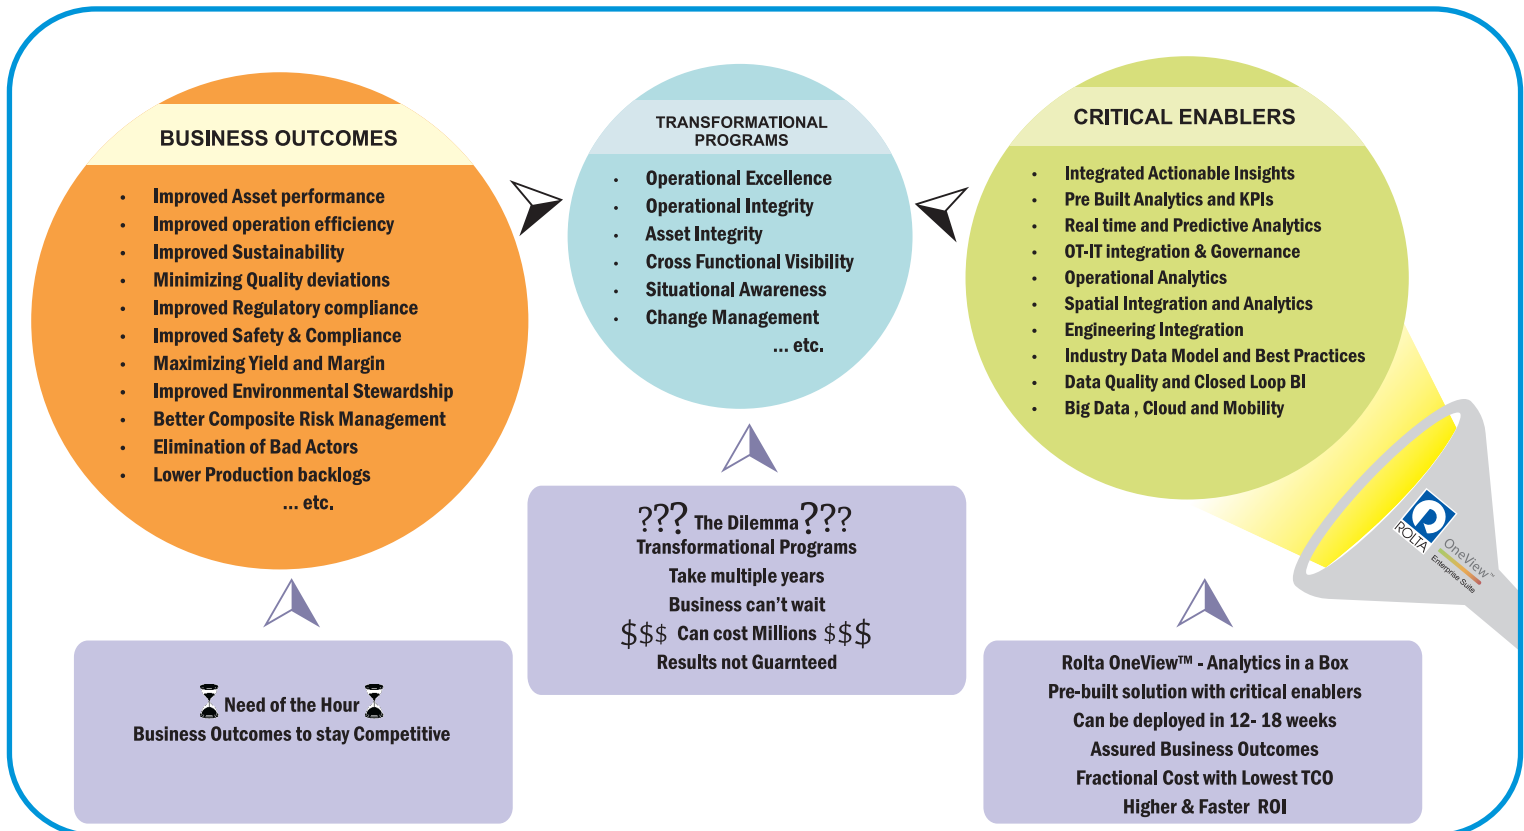 BUSINESS OUTCOMES
• Improved Asset performance
• Improved operation efficiency
• Improved Sustainability
• Minimizing Quality deviations
• Improved Regulatory compliance
• Improved Safety & Compliance
• Maximizing Yield and Margin
• Improved Environmental Stewardship
• Better Composite Risk Management
• Elimination of Bad Actors
• Lower Production backlogs
... etc.
Need of the Hour
Business Outcomes to stay Competitive
TRANSFORMATIONAL
PROGRAMS
• Operational Excellence
• Operational Integrity
• Asset Integrity
• Cross Functional Visibility
• Situational Awareness
• Change Management
... etc.
??? The Dilemma ???
Transformational Programs
Take multiple years
Business can't wait
$$$ Can cost Millions $$$
Results not Guarnteed
CRITICAL ENABLERS
• Integrated Actionable Insights
• Pre Built Analytics and KPIs
• Real time and Predictive Analytics
• OT-IT integration & Governance
• Operational Analytics
• Spatial Integration and Analytics
• Engineering Integration
• Industry Data Model and Best Practices
• Data Quality and Closed Loop BI
• Big Data , Cloud and Mobility
ROLTA
OneView™
Enterprise Suite
Rolta OneView™ - Analytics in a Box
Pre-built solution with critical enablers
Can be deployed in 12- 18 weeks
Assured Business Outcomes
Fractional Cost with Lowest TCO
Higher & Faster ROI